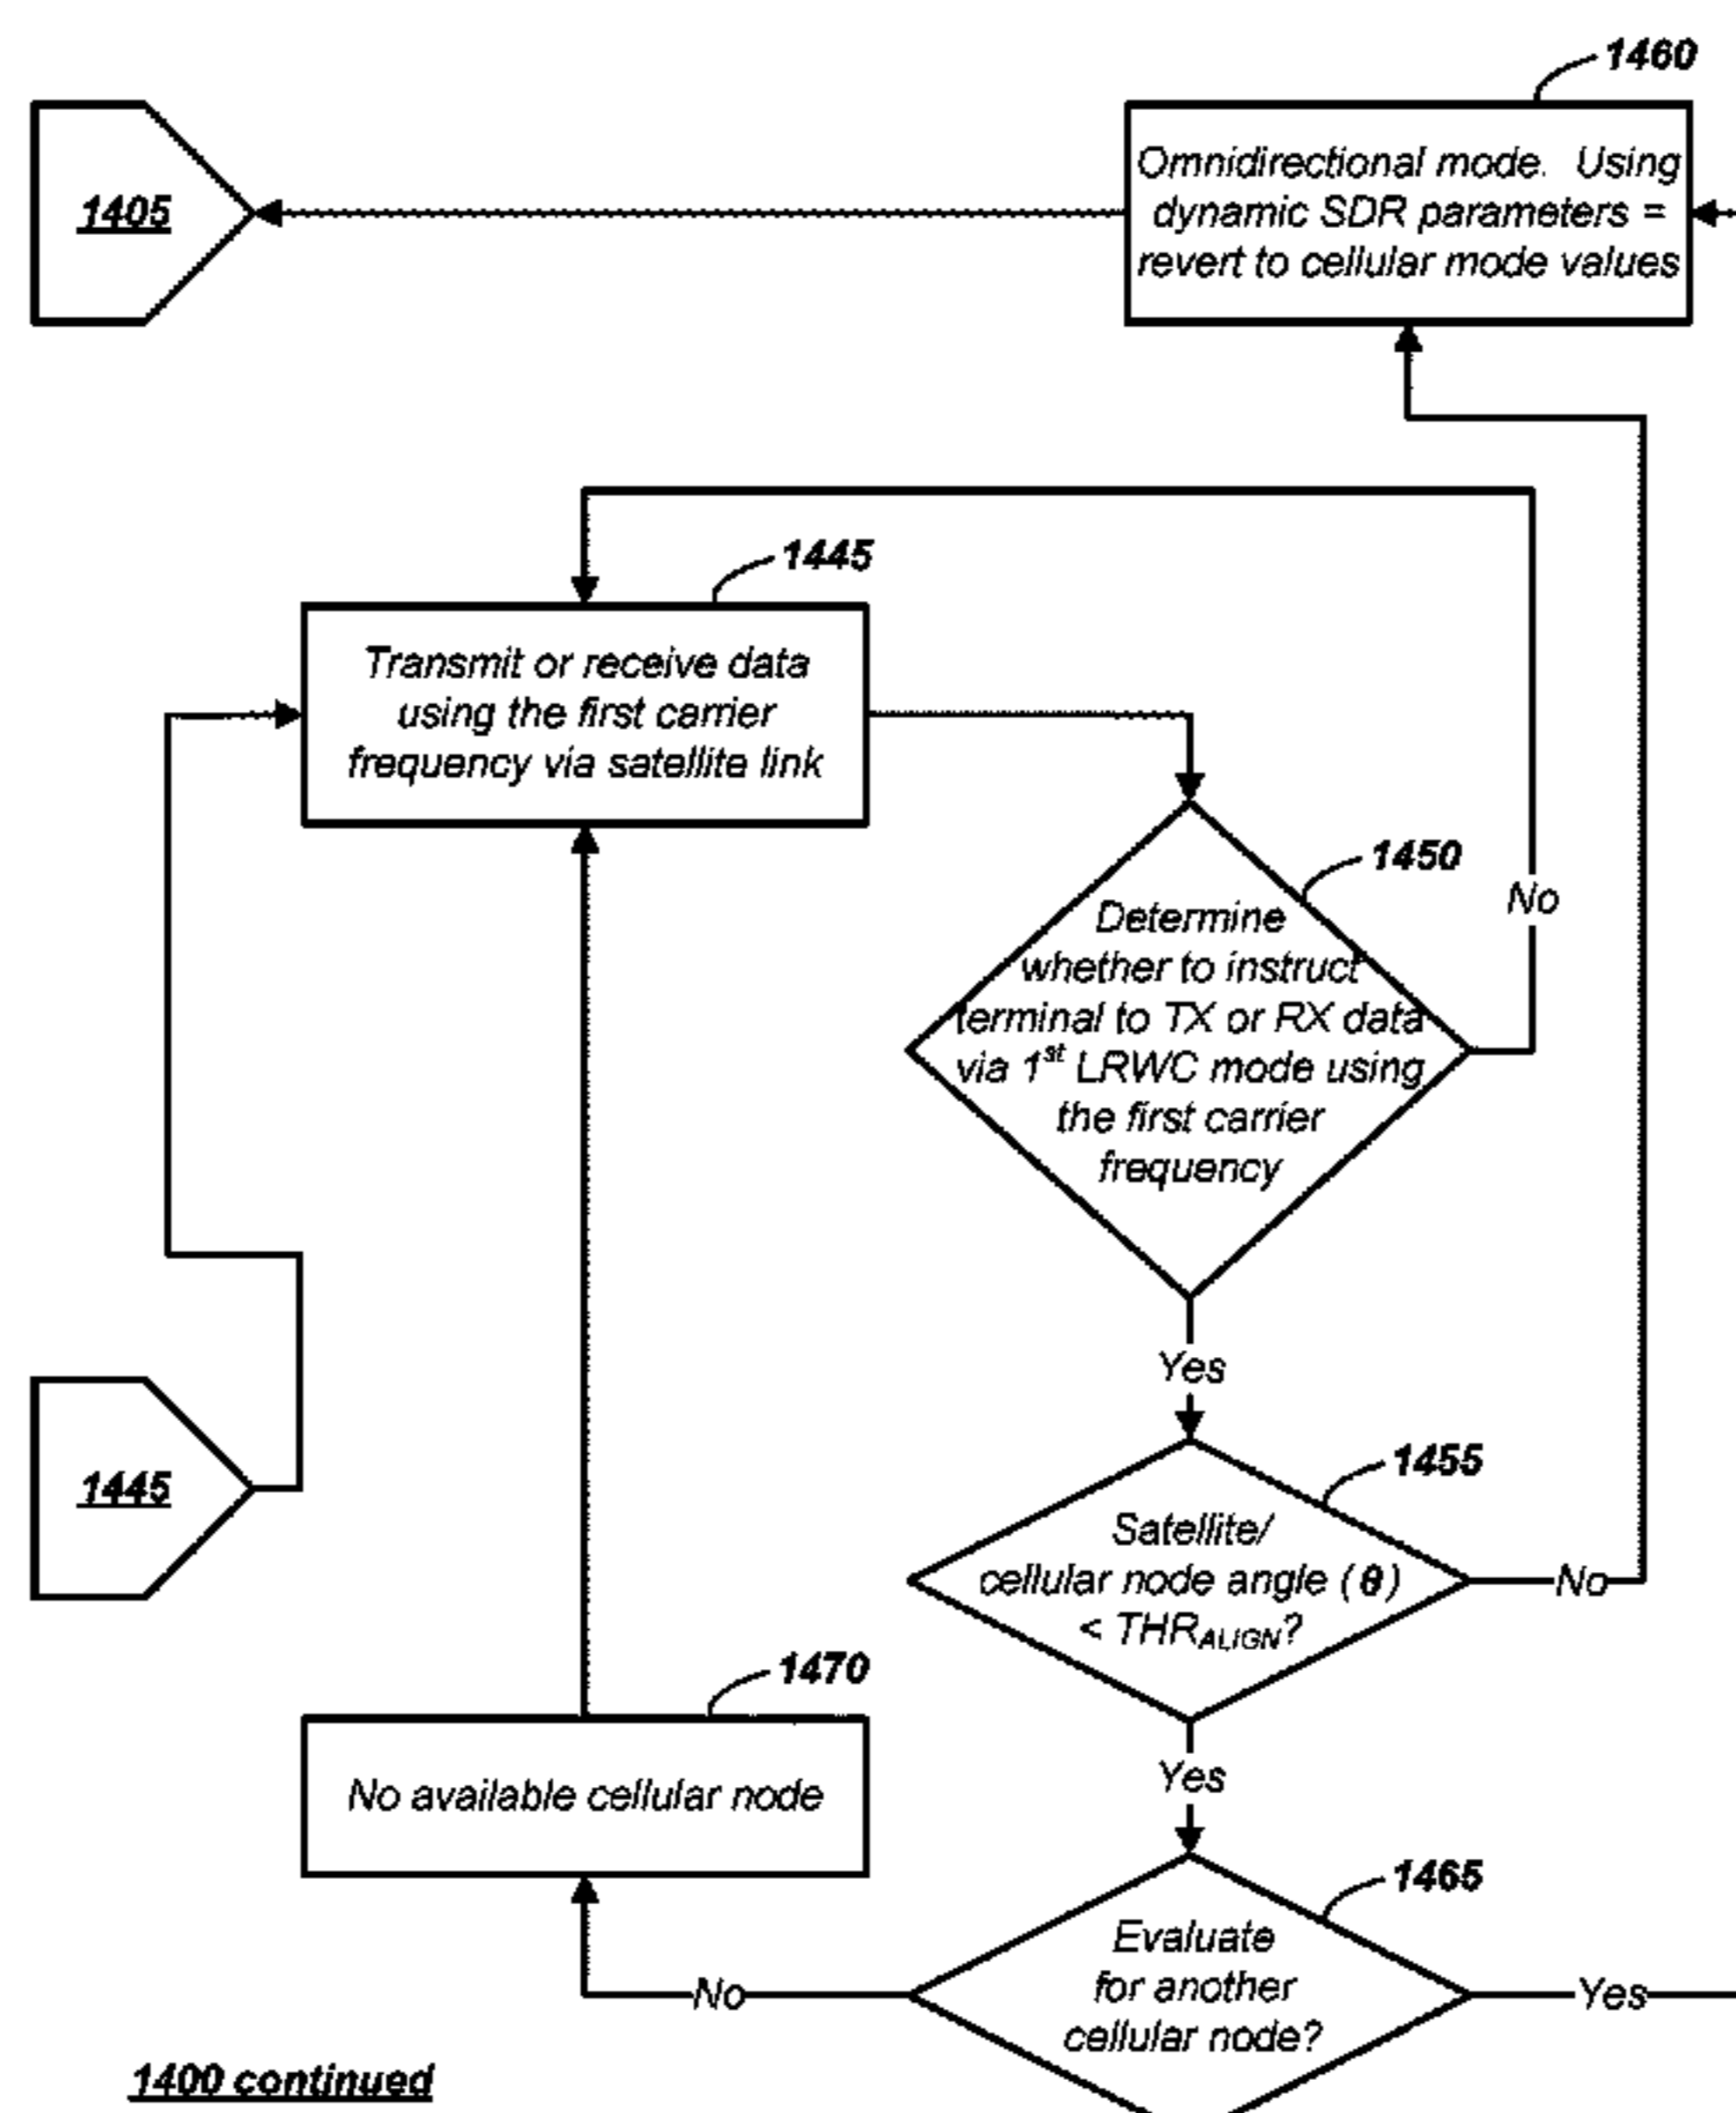 1460
1405
Omnidirectional mode. Using
dynamic SDR parameters =
revert to cellular mode values
1445
Transmit or receive data
using the first carrier
frequency via satellite link
1450
No
Determine
whether to instruct
terminal to TX or RX data
via 1st LRWC mode using
the first carrier
frequency
Yes
1455
1445
Satellite/
cellular node angle (θ)
< THRALIGN?
No
1470
No available cellular node
Yes
1465
Evaluate
for another
cellular node?
No
Yes
1400 continued